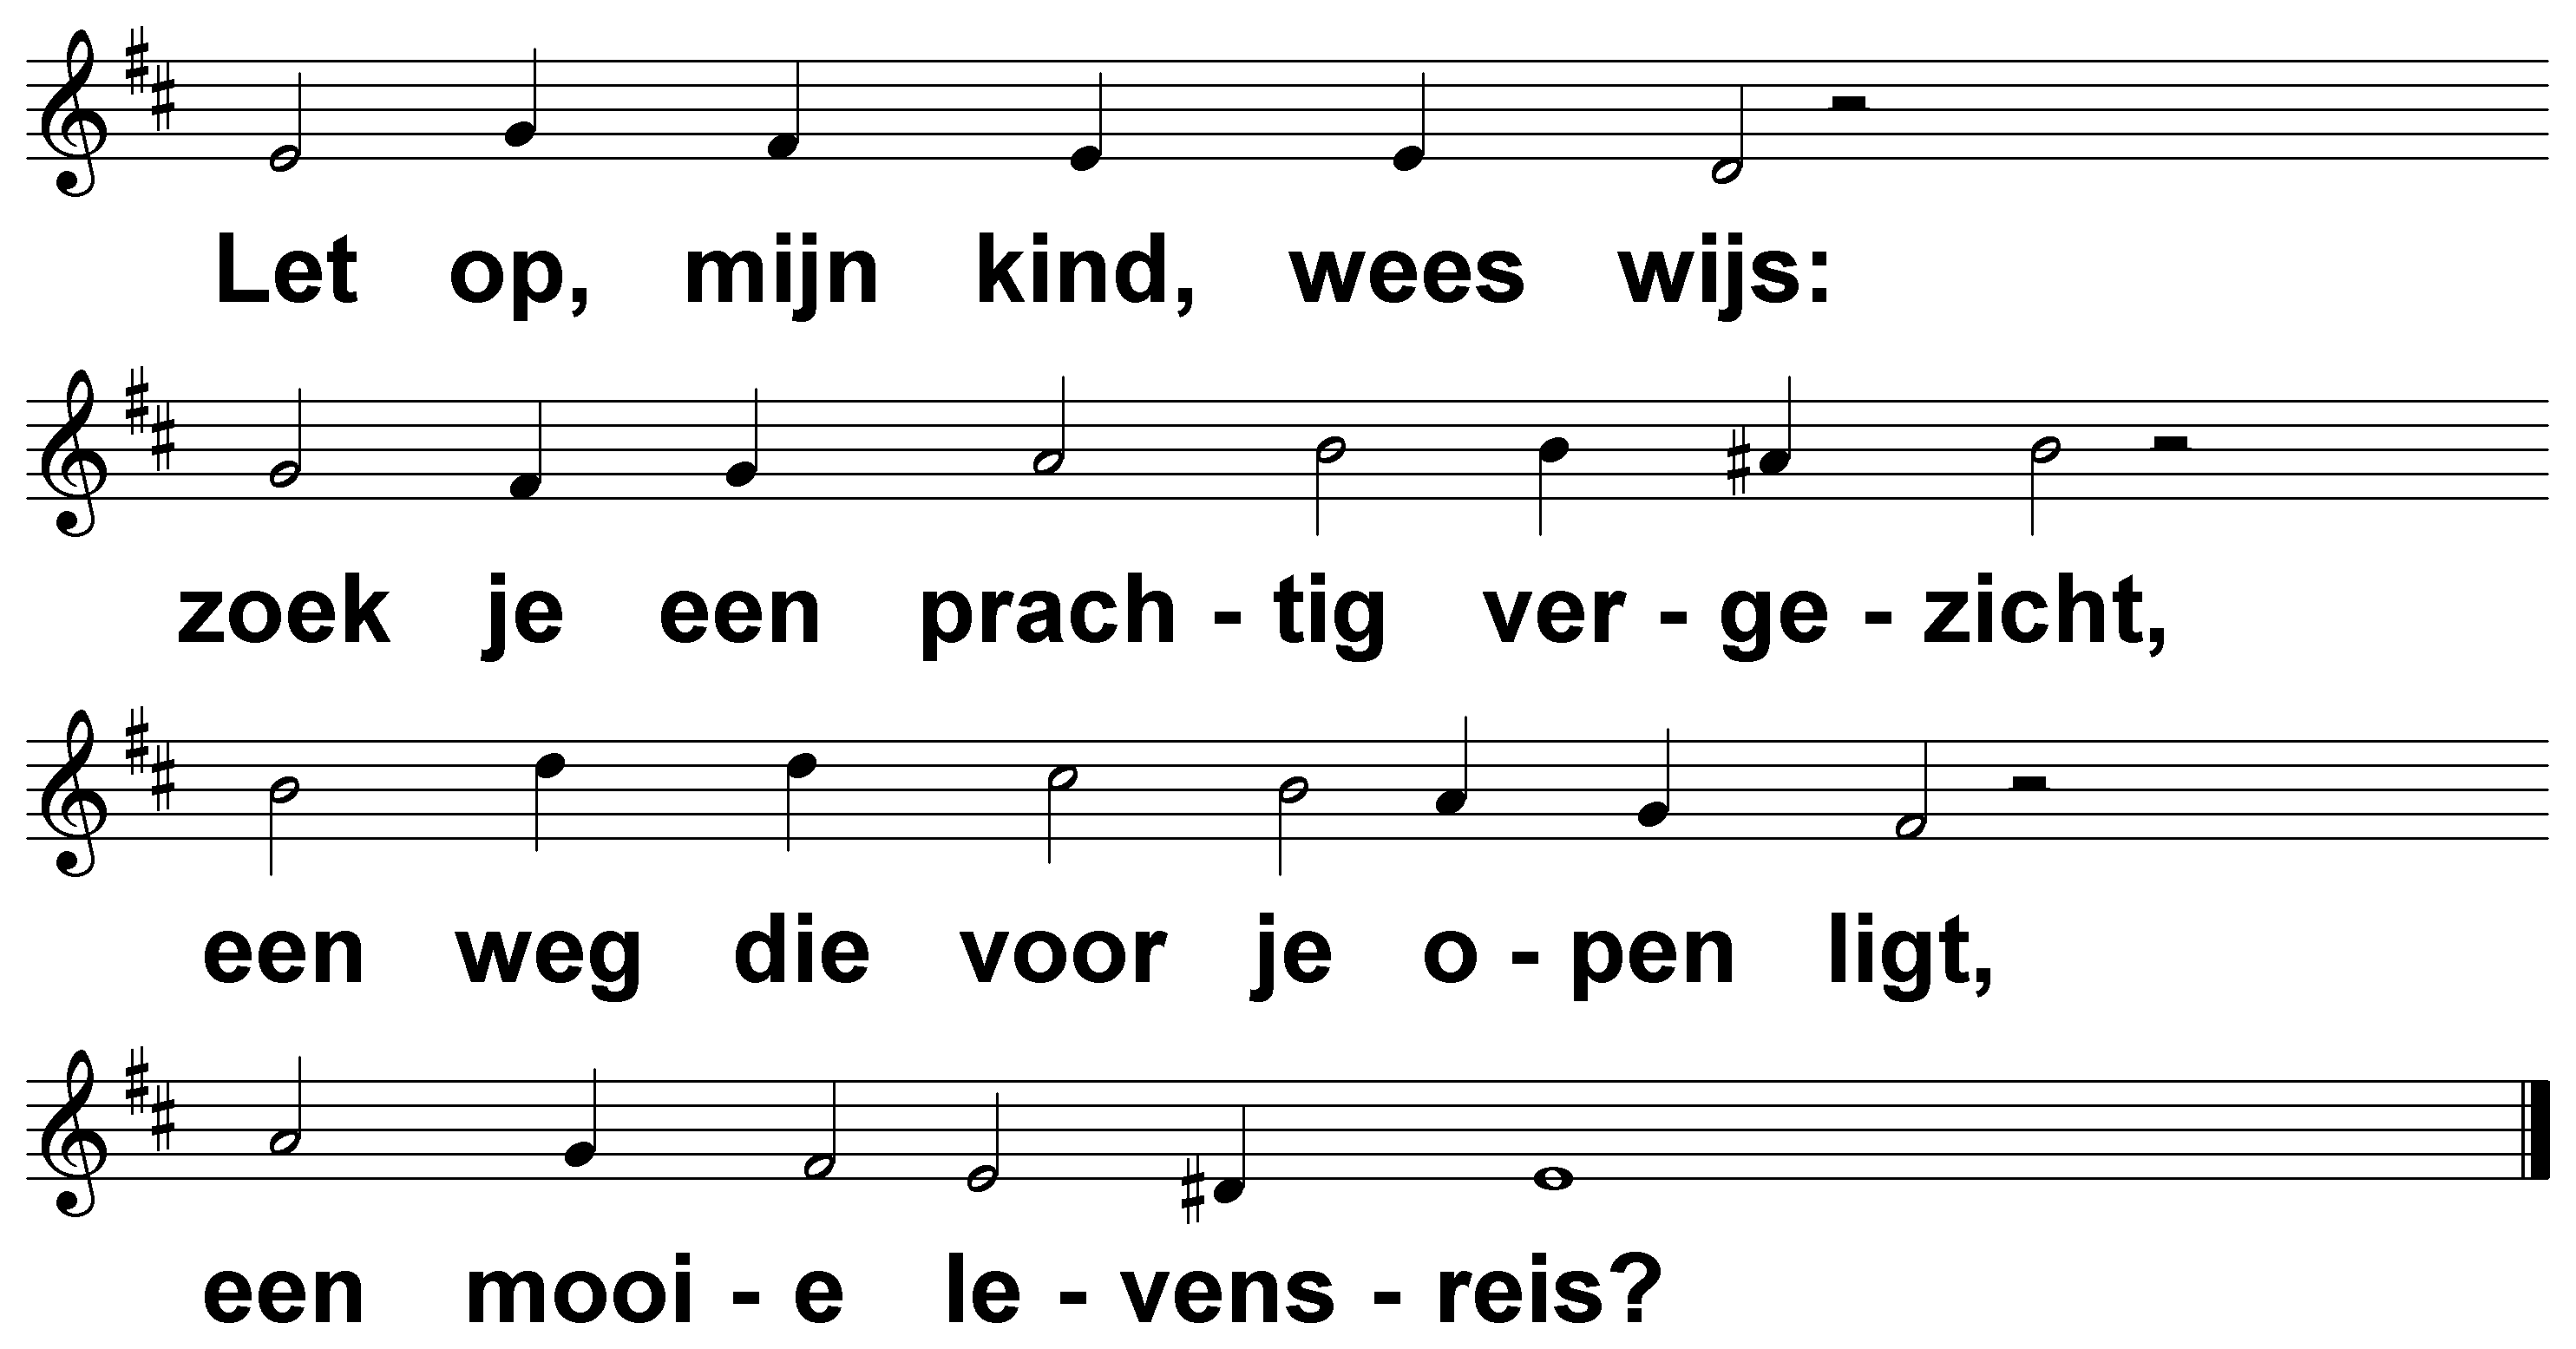 Let op, mijn kind, wees wijs:
zoek je een prach - tig ver - ge - zicht,
een weg die voor je o - pen ligt,
een mooi - e le - vens - reis?